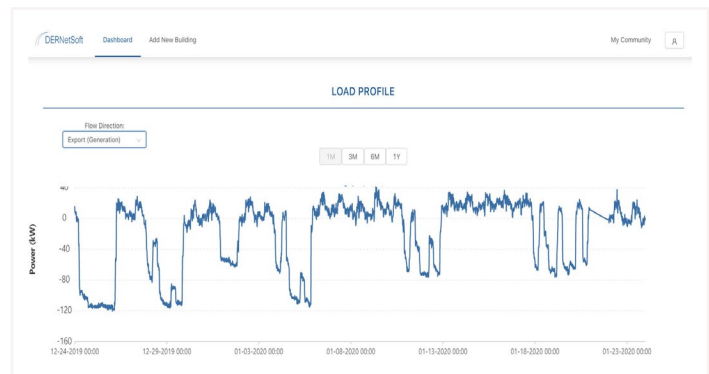 DERNetSoft
Dashboard
Add New Building
My Community
LOAD PROFILE
Flow Direction:
Export (Generation)
1M
3M
6M
1Y
Power (kW)
40
0
-40
-80
-120
-160
12-24-2019 00:00
12-29-2019 00:00
01-03-2020 00:00
01-08-2020 00:00
01-13-2020 00:00
01-18-2020 00:00
01-23-2020 00:00